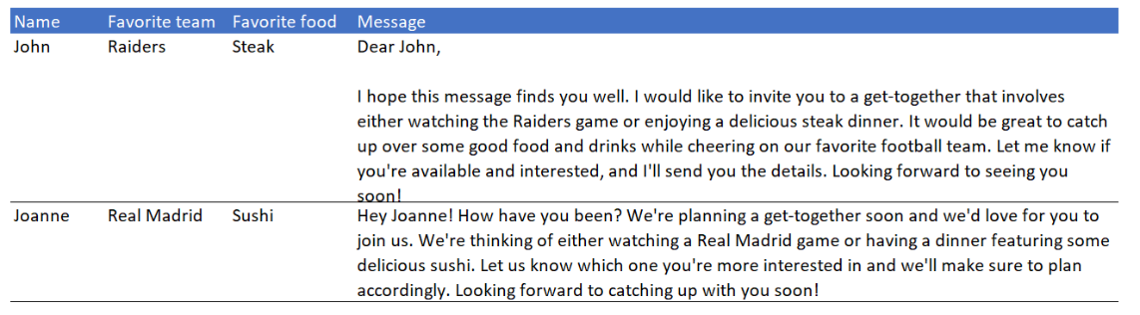 Name Favorite team Favorite food Message
John Raiders Steak Dear John,
I hope this message finds you well. I would like to invite you to a get-together that involves
either watching the Raiders game or enjoying a delicious steak dinner. It would be great to catch
up over some good food and drinks while cheering on our favorite football team. Let me know if
you're available and interested, and I'll send you the details. Looking forward to seeing you
soon!
Joanne Real Madrid Sushi Hey Joanne! How have you been? We're planning a get-together soon and we'd love for you to
join us. We're thinking of either watching a Real Madrid game or having a dinner featuring some
delicious sushi. Let us know which one you're more interested in and we'll make sure to plan
accordingly. Looking forward to catching up with you soon!